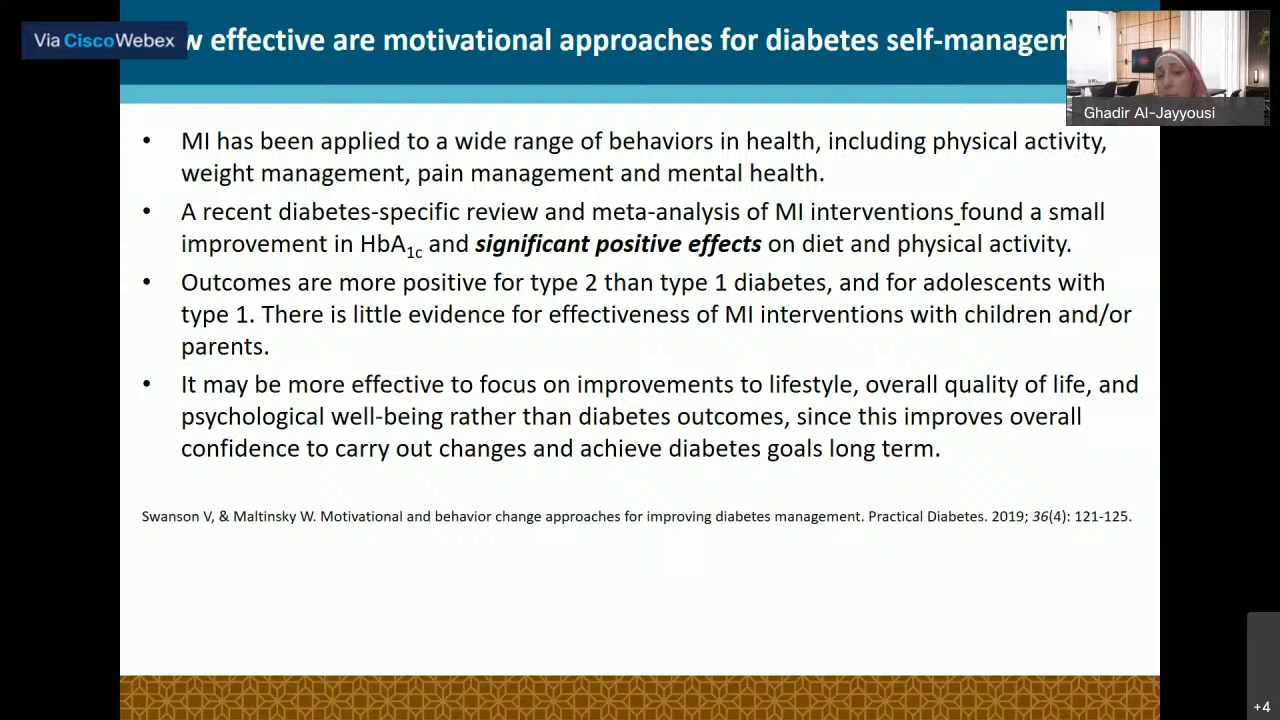 Via CiscoWebex
w effective are motivational approaches for diabetes self-managem
Ghadir Al-Jayyousi
• MI has been applied to a wide range of behaviors in health, including physical activity,
weight management, pain management and mental health.
• A recent diabetes-specific review and meta-analysis of MI interventions found a small
improvement in HbA1c and significant positive effects on diet and physical activity.
• Outcomes are more positive for type 2 than type 1 diabetes, and for adolescents with
type 1. There is little evidence for effectiveness of MI interventions with children and/or
parents.
• It may be more effective to focus on improvements to lifestyle, overall quality of life, and
psychological well-being rather than diabetes outcomes, since this improves overall
confidence to carry out changes and achieve diabetes goals long term.
Swanson V, & Maltinsky W. Motivational and behavior change approaches for improving diabetes management. Practical Diabetes. 2019; 36(4): 121-125.
+4